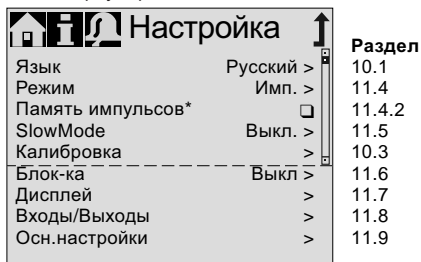 Настройка
Раздел
Язык Русский > 10.1
Режим Имп. > 11.4
Память импульсов* 11.4.2
SlowMode Выкл. > 11.5
Калибровка > 10.3
Блок-ка Выкл > 11.6
Дисплей > 11.7
Входы/Выходы > 11.8
Осн.настройки > 11.9